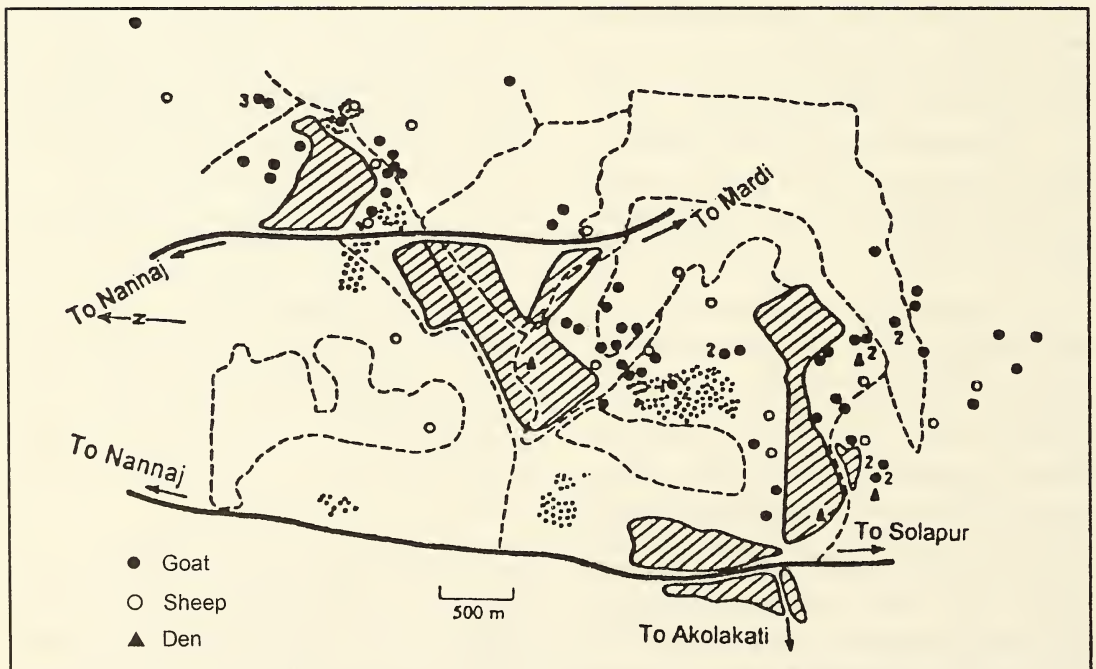 3
To Mardi
To Nannaj
N
2
2
2
To Nannaj
2
2
To Solapur
Goat
Sheep
Den
500 m
To Akolakati